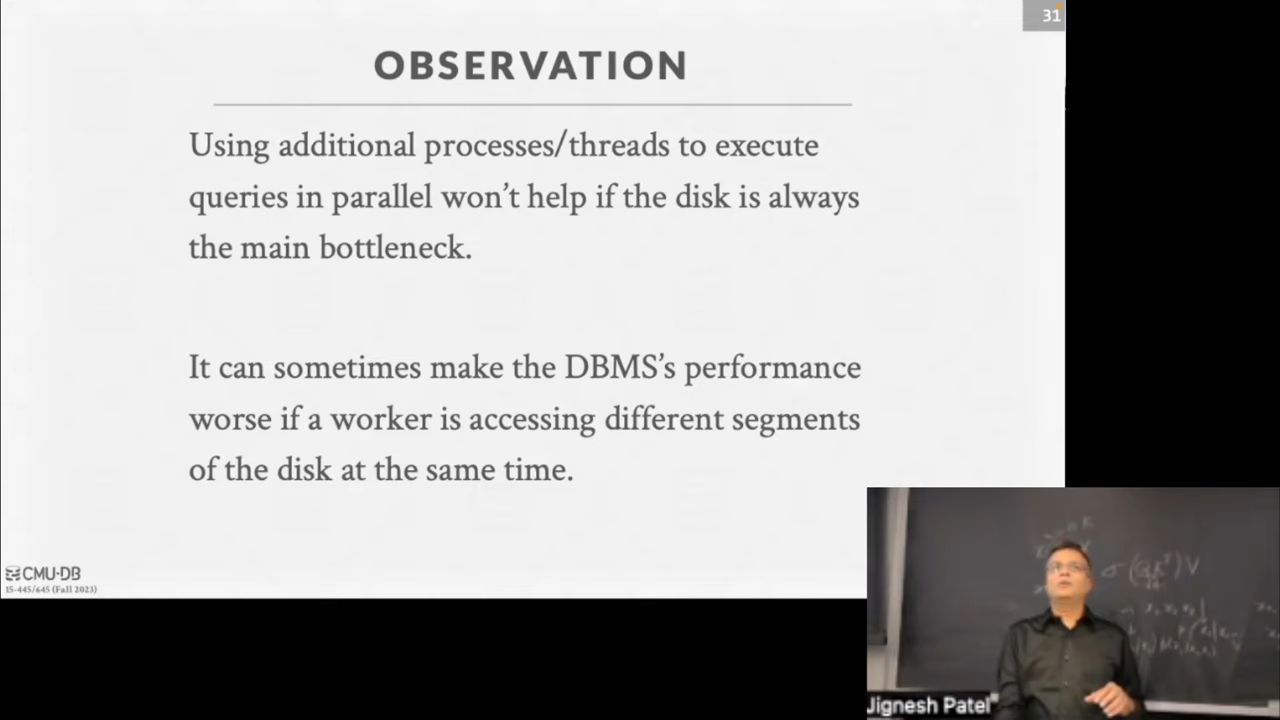 31
OBSERVATION
Using additional processes/threads to execute
queries in parallel won't help if the disk is always
the main bottleneck.
It can sometimes make the DBMS's performance
worse if a worker is accessing different segments
of the disk at the same time.
CMU·DB
15-445/645 (Fall 2023)
Jignesh Patel